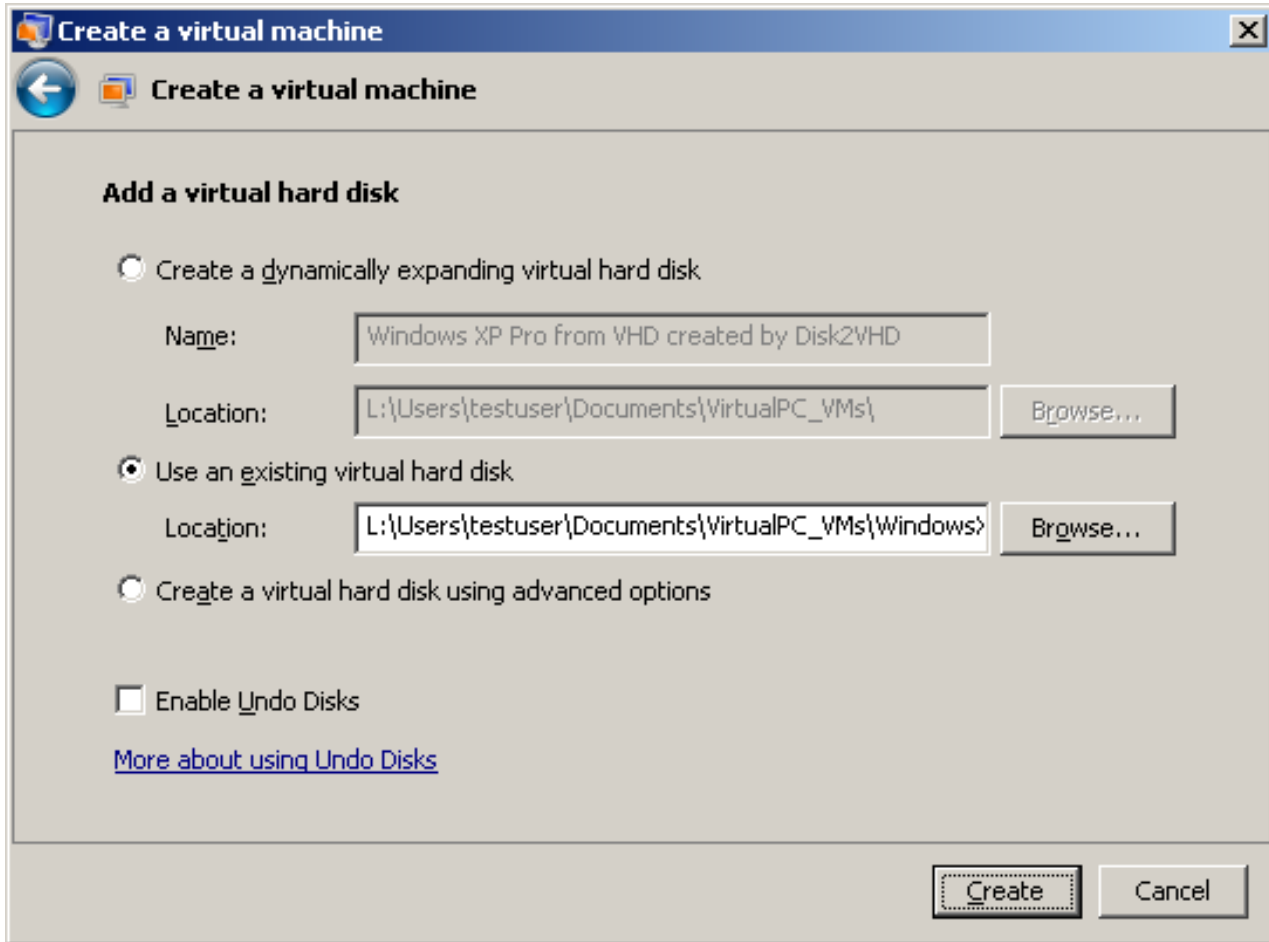 Create a virtual machine
Create a virtual machine
Add a virtual hard disk
Create a dynamically expanding virtual hard disk
Name: Windows XP Pro from VHD created by Disk2VHD
Location: L:\Users\testuser\Documents\VirtualPC_VMs\ Browse...
Use an existing virtual hard disk
Location: L:\Users\testuser\Documents\VirtualPC_VMs\WindowsX Browse...
Create a virtual hard disk using advanced options
Enable Undo Disks
More about using Undo Disks
Create Cancel